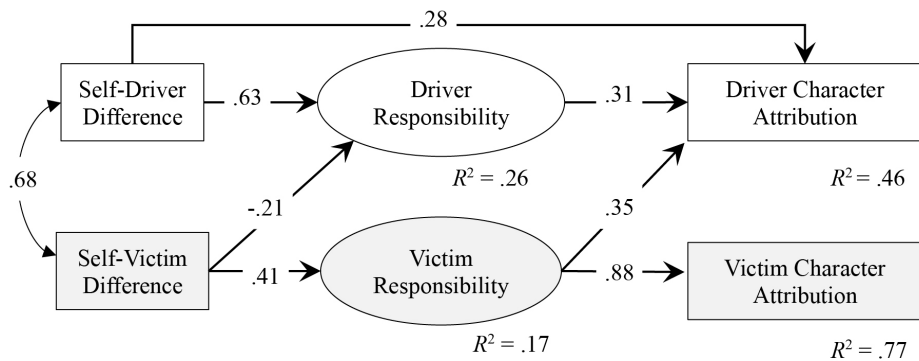 .28
Self-Driver
Difference
.63
Driver
Responsibility
.31
Driver Character
Attribution
R² = .26
R² = .46
.68
-.21
.35
Self-Victim
Difference
.41
Victim
Responsibility
.88
Victim Character
Attribution
R² = .17
R² = .77